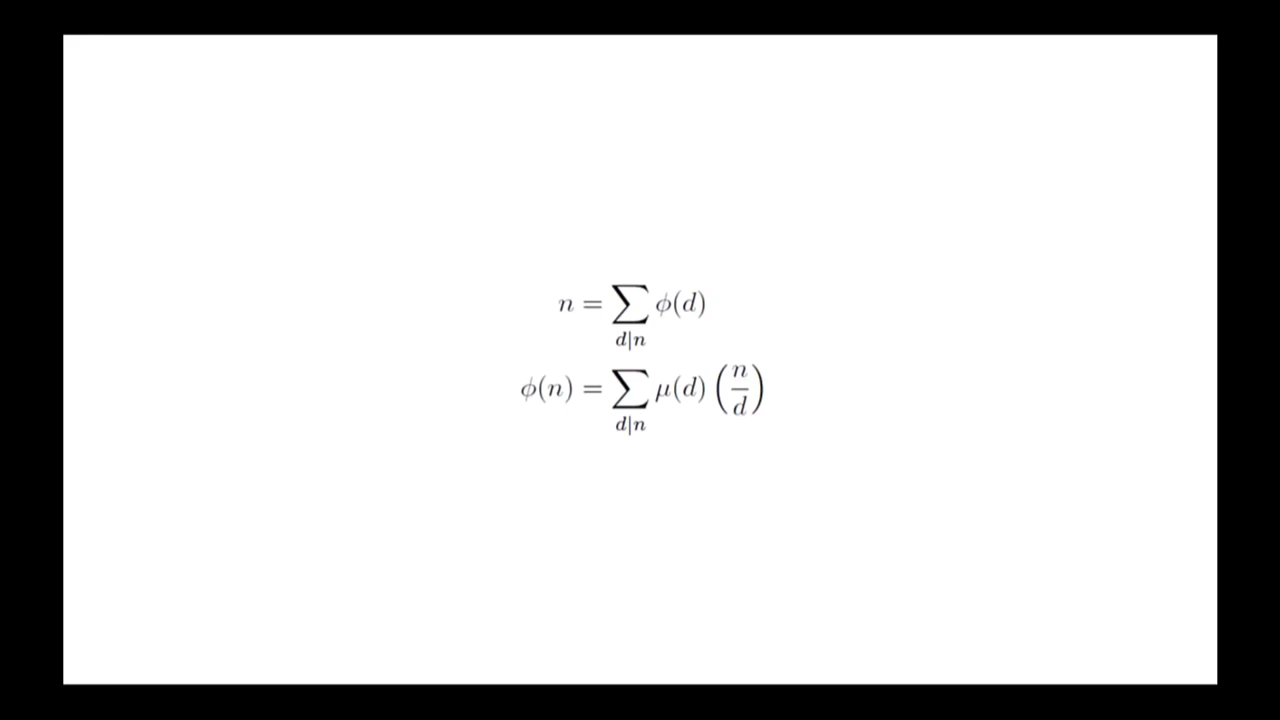 n = \sum_{d|n} \phi(d)
\phi(n) = \sum_{d|n} \mu(d) \left( \frac{n}{d} \right)